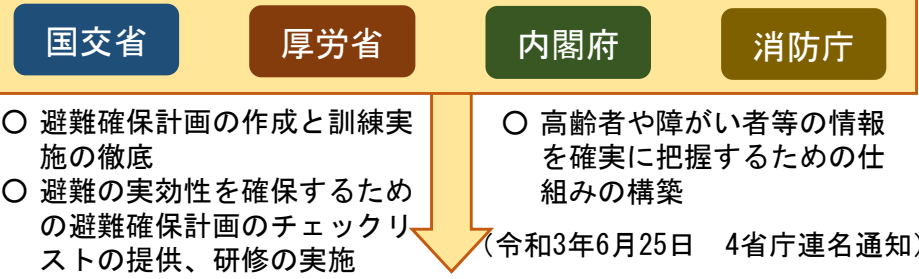 国交省
厚労省
内閣府
消防庁
○ 避難確保計画の作成と訓練実
施の徹底
○ 避難の実効性を確保するため
の避難確保計画のチェックリ
ストの提供、研修の実施
○ 高齢者や障がい者等の情報
を確実に把握するための仕
組みの構築
（令和3年6月25日　4省庁連名通知）